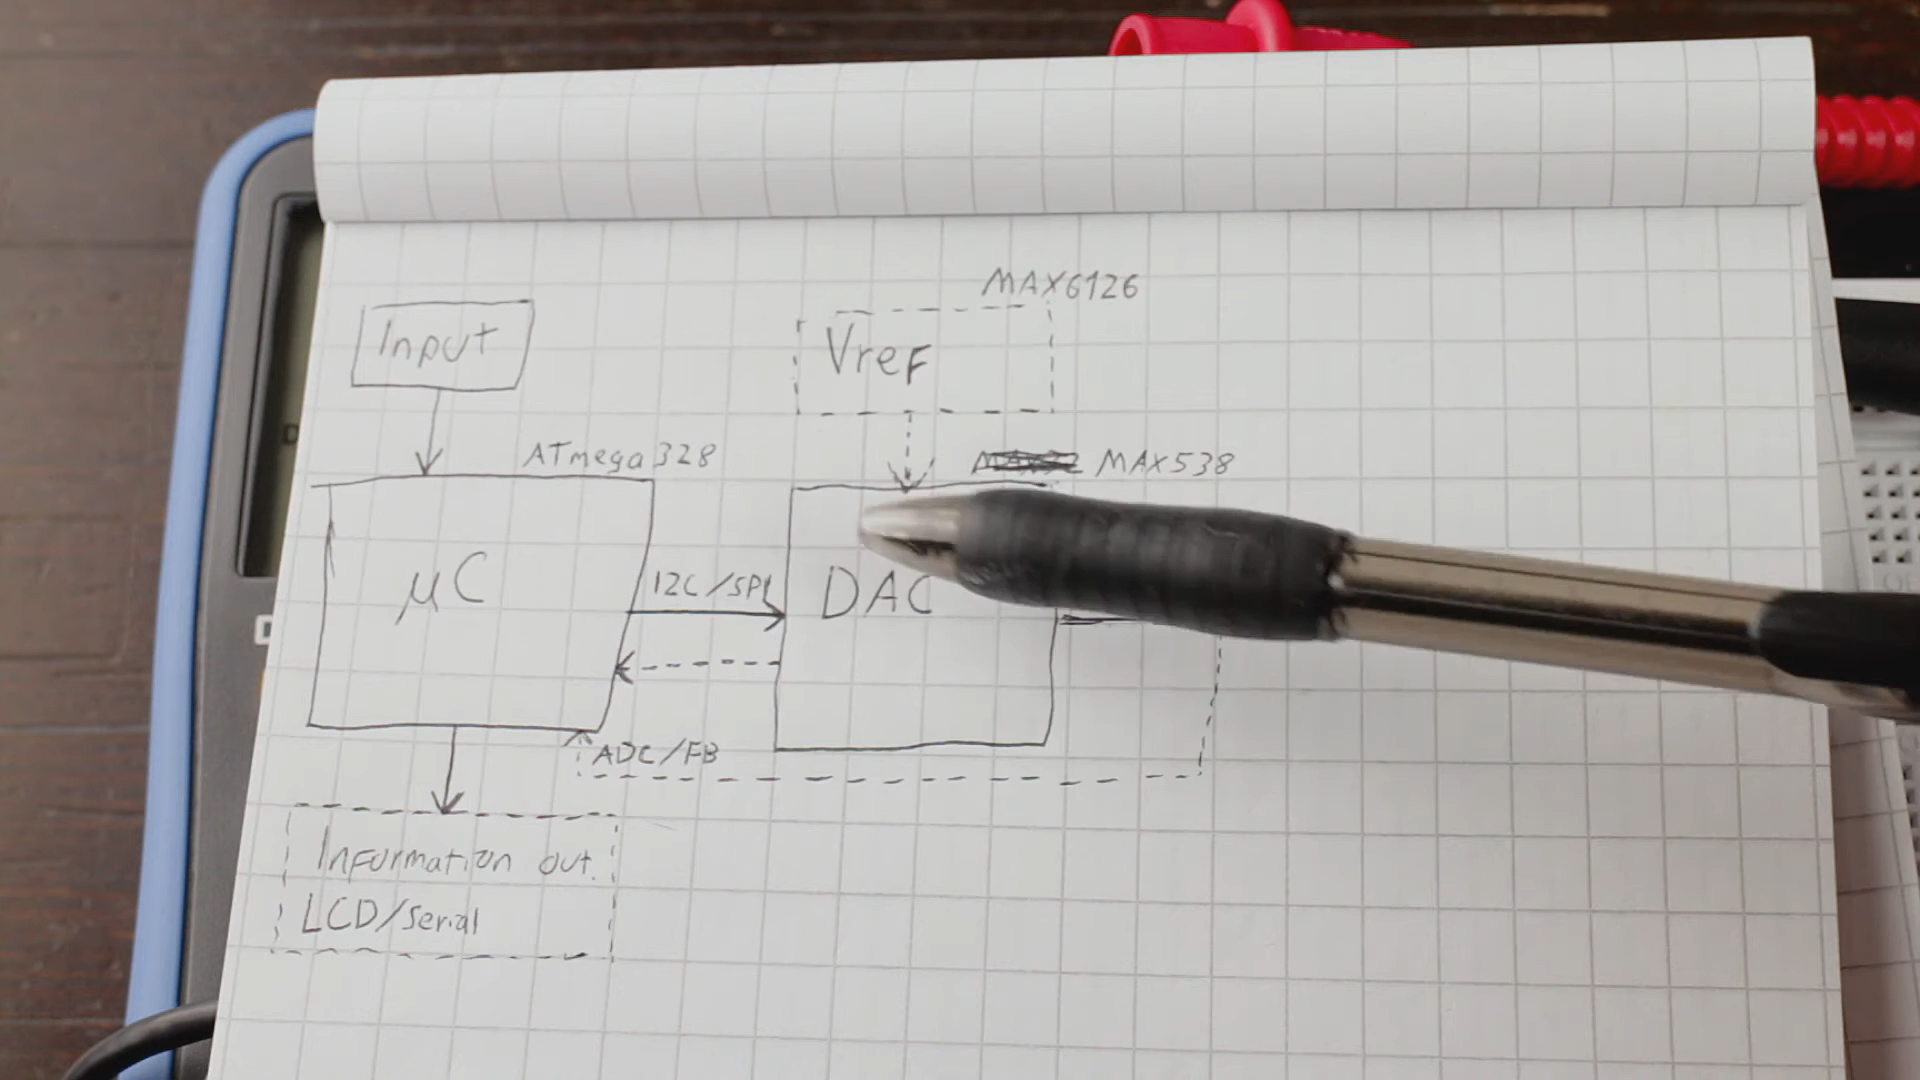 MAX6126
Input
Vref
ATmega328
MAX538
µC
I2C/SPI
DAC
ADC/FB
Information out.
LCD/Serial